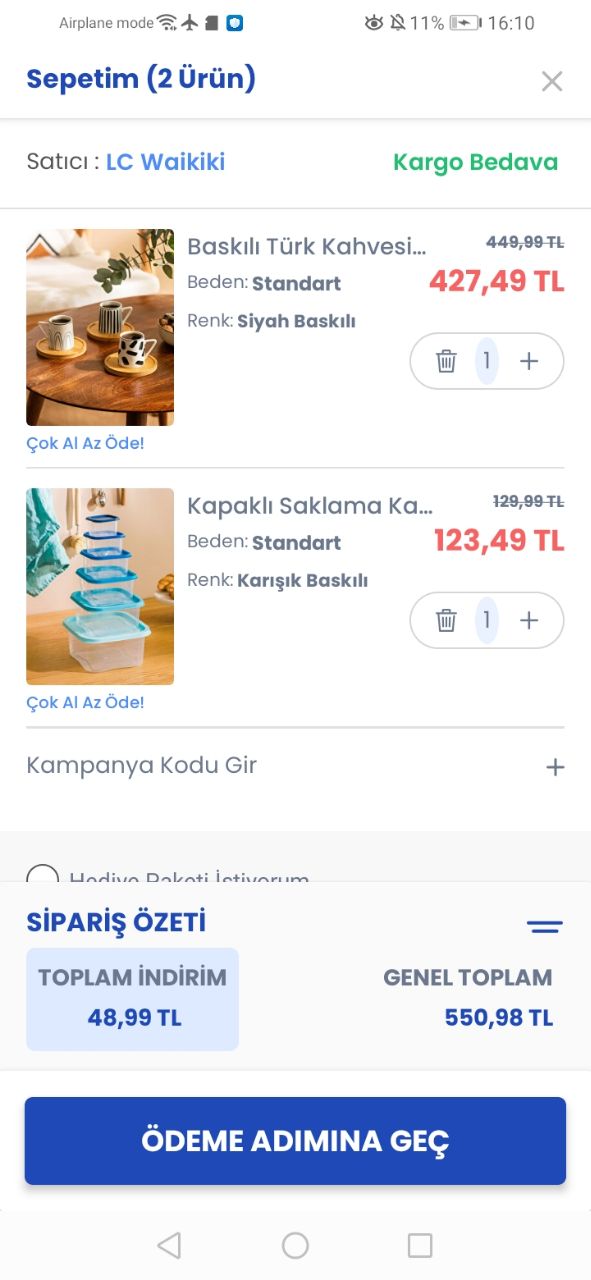 Airplane mode 11% 16:10
Sepetim (2 Ürün)
Satıcı : LC Waikiki Kargo Bedava
Baskılı Türk Kahvesi... 449,99 TL
427,49 TL
Beden: Standart
Renk: Siyah Baskılı
1 +
Çok Al Az Öde!
Kapaklı Saklama Ka... 129,99 TL
123,49 TL
Beden: Standart
Renk: Karışık Baskılı
1 +
Çok Al Az Öde!
Kampanya Kodu Gir +
Hediye Paketi İstiyorum
SİPARİŞ ÖZETİ
TOPLAM İNDİRİM GENEL TOPLAM
48,99 TL 550,98 TL
ÖDEME ADIMINA GEÇ